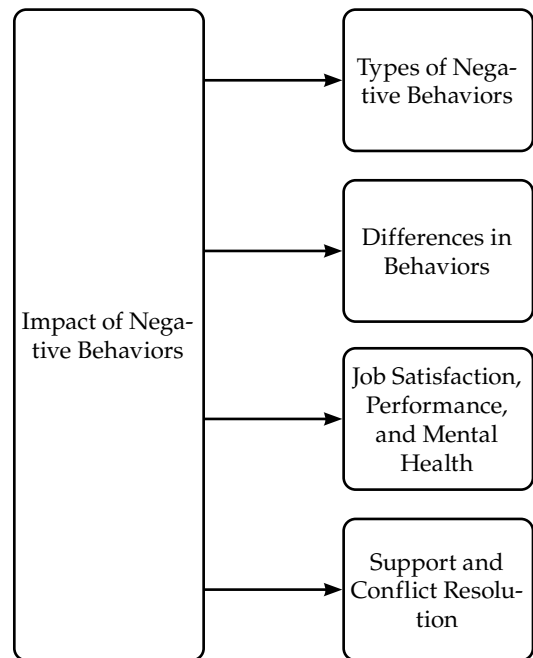 Impact of Nega-
tive Behaviors
Types of Nega-
tive Behaviors
Differences in
Behaviors
Job Satisfaction,
Performance,
and Mental
Health
Support and
Conflict Resolu-
tion